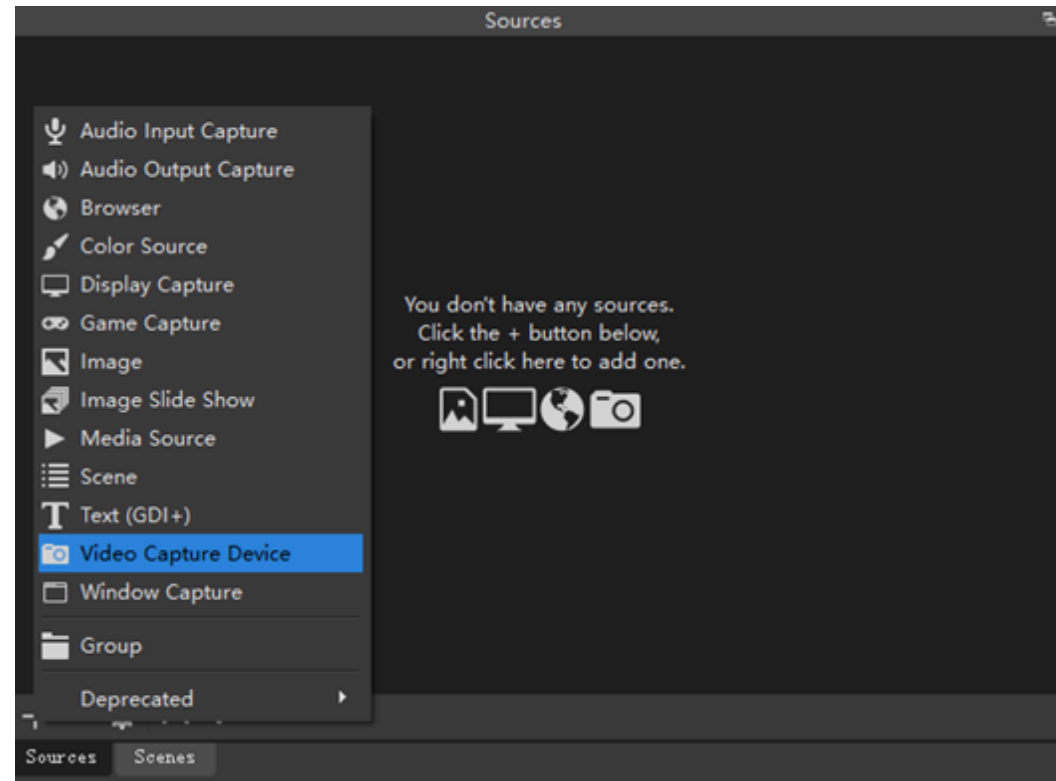 Sources
Audio Input Capture
Audio Output Capture
Browser
Color Source
Display Capture
Game Capture
Image
Image Slide Show
Media Source
Scene
Text (GDI+)
Video Capture Device
Window Capture
Group
Deprecated
You don't have any sources.
Click the + button below,
or right click here to add one.
Sources
Scenes